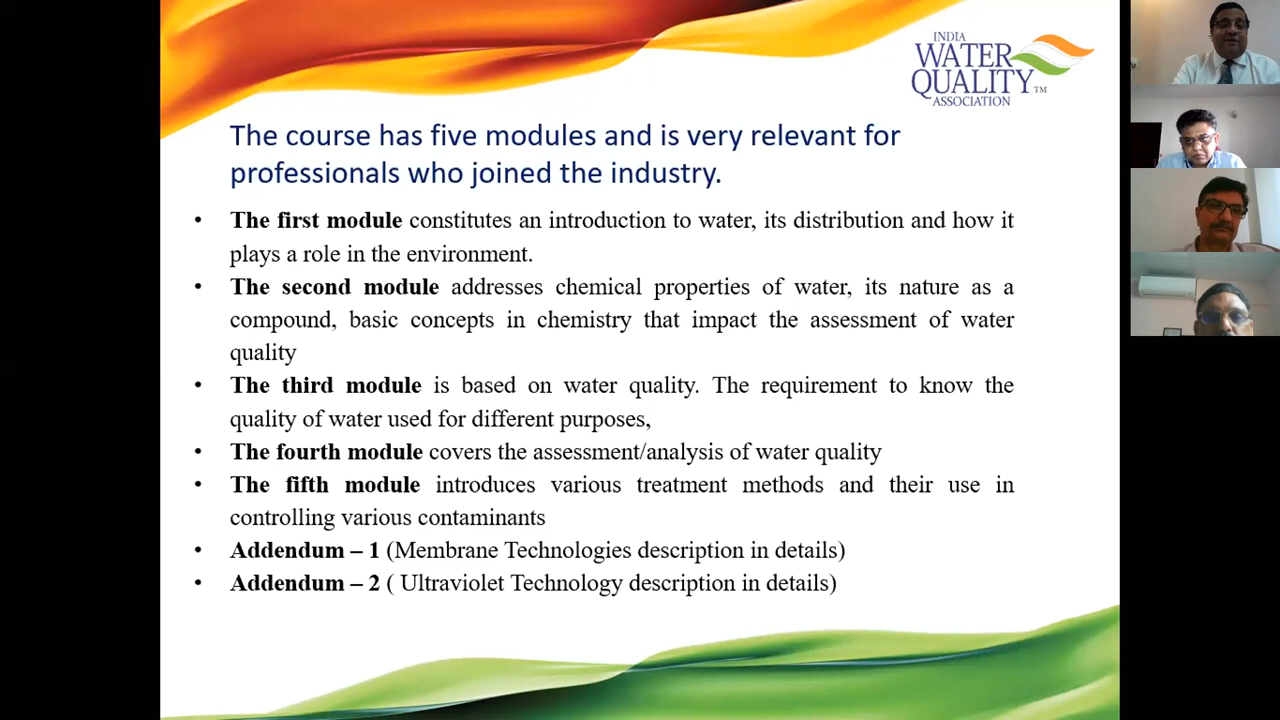 INDIA
WATER
QUALITY TM
ASSOCIATION
The course has five modules and is very relevant for
professionals who joined the industry.
• The first module constitutes an introduction to water, its distribution and how it
plays a role in the environment.
• The second module addresses chemical properties of water, its nature as a
compound, basic concepts in chemistry that impact the assessment of water
quality
• The third module is based on water quality. The requirement to know the
quality of water used for different purposes,
• The fourth module covers the assessment/analysis of water quality
• The fifth module introduces various treatment methods and their use in
controlling various contaminants
• Addendum – 1 (Membrane Technologies description in details)
• Addendum – 2 ( Ultraviolet Technology description in details)